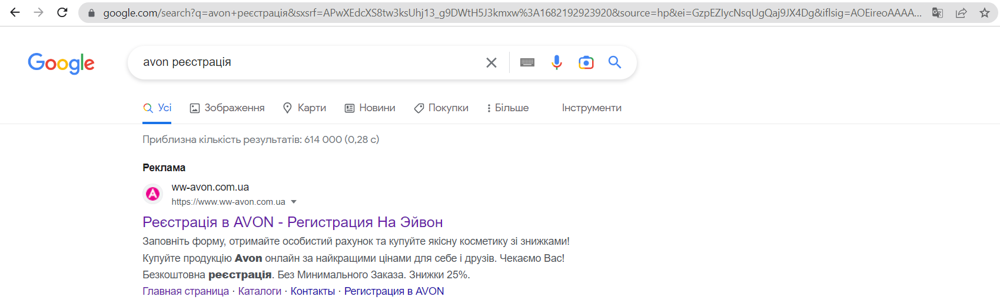 google.com/search?q=avon+реєстрація&sxsrf=APwXEdcXS8tw3ksUhj13_g9DWtH5J3kmxw%3A1682192923920&source=hp&ei=GzpEZIycNsqUgQaj9JX4Dg&iflsig=AOEireoAAAA...
Google
avon реєстрація
Усі Зображення Карти Новини Покупки Більше Інструменти
Приблизна кількість результатів: 614 000 (0,28 с)
Реклама
ww-avon.com.ua
https://www.ww-avon.com.ua
Реєстрація в AVON - Регистрация На Эйвон
Заповніть форму, отримайте особистий рахунок та купуйте якісну косметику зі знижками!
Купуйте продукцію Avon онлайн за найкращими цінами для себе і друзів. Чекаємо Вас!
Безкоштовна реєстрація. Без Минимального Заказа. Знижки 25%.
Главная страница · Каталоги · Контакты · Регистрация в AVON